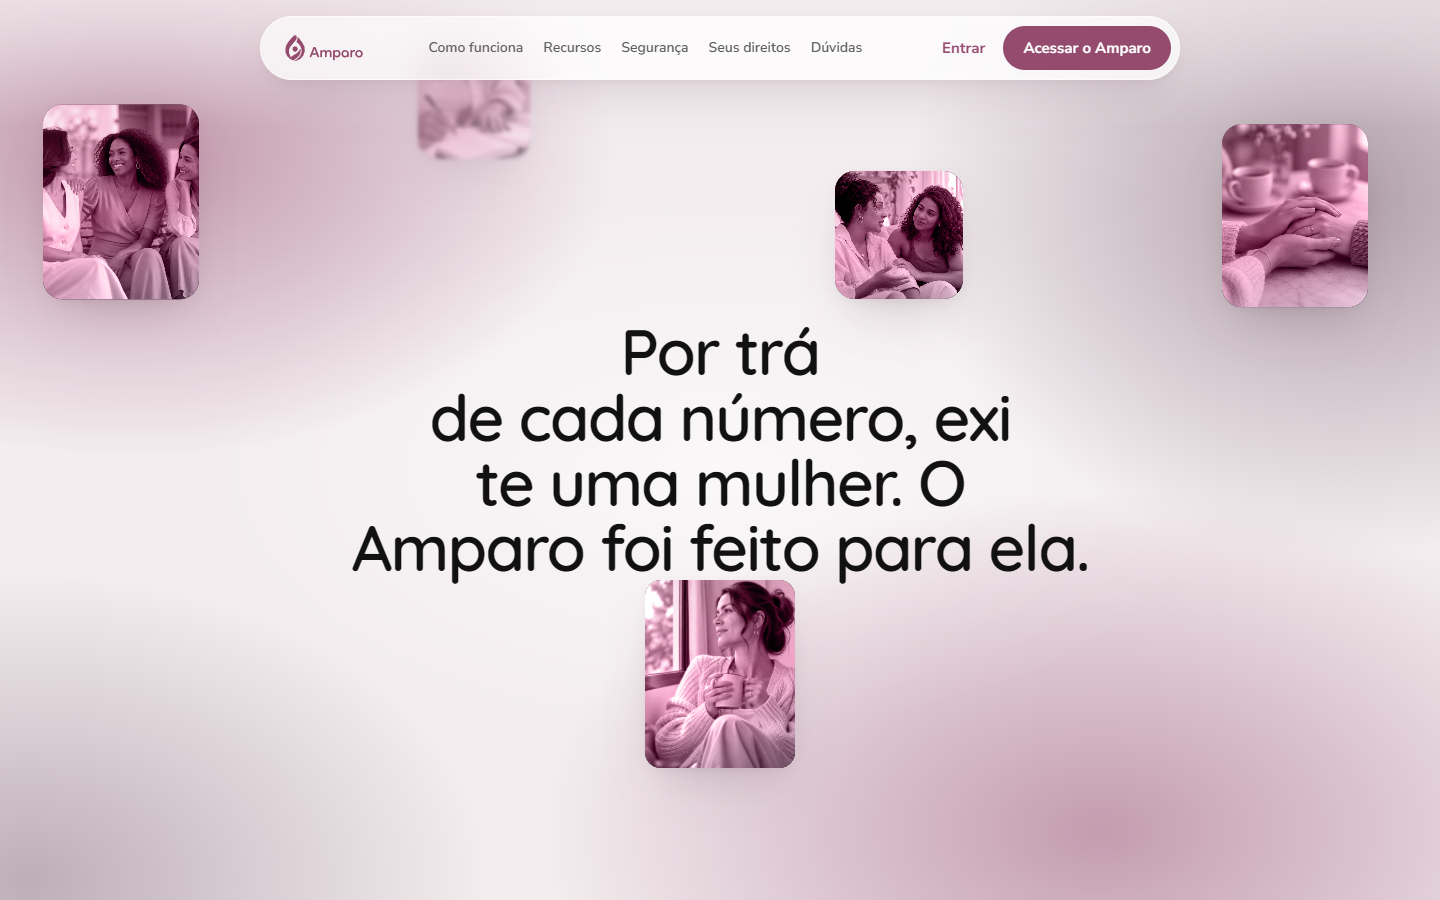 Amparo
Como funciona
Recursos
Segurança
Seus direitos
Dúvidas
Entrar
Acessar o Amparo
Por trá
de cada número, exi
te uma mulher. O
Amparo foi feito para ela.